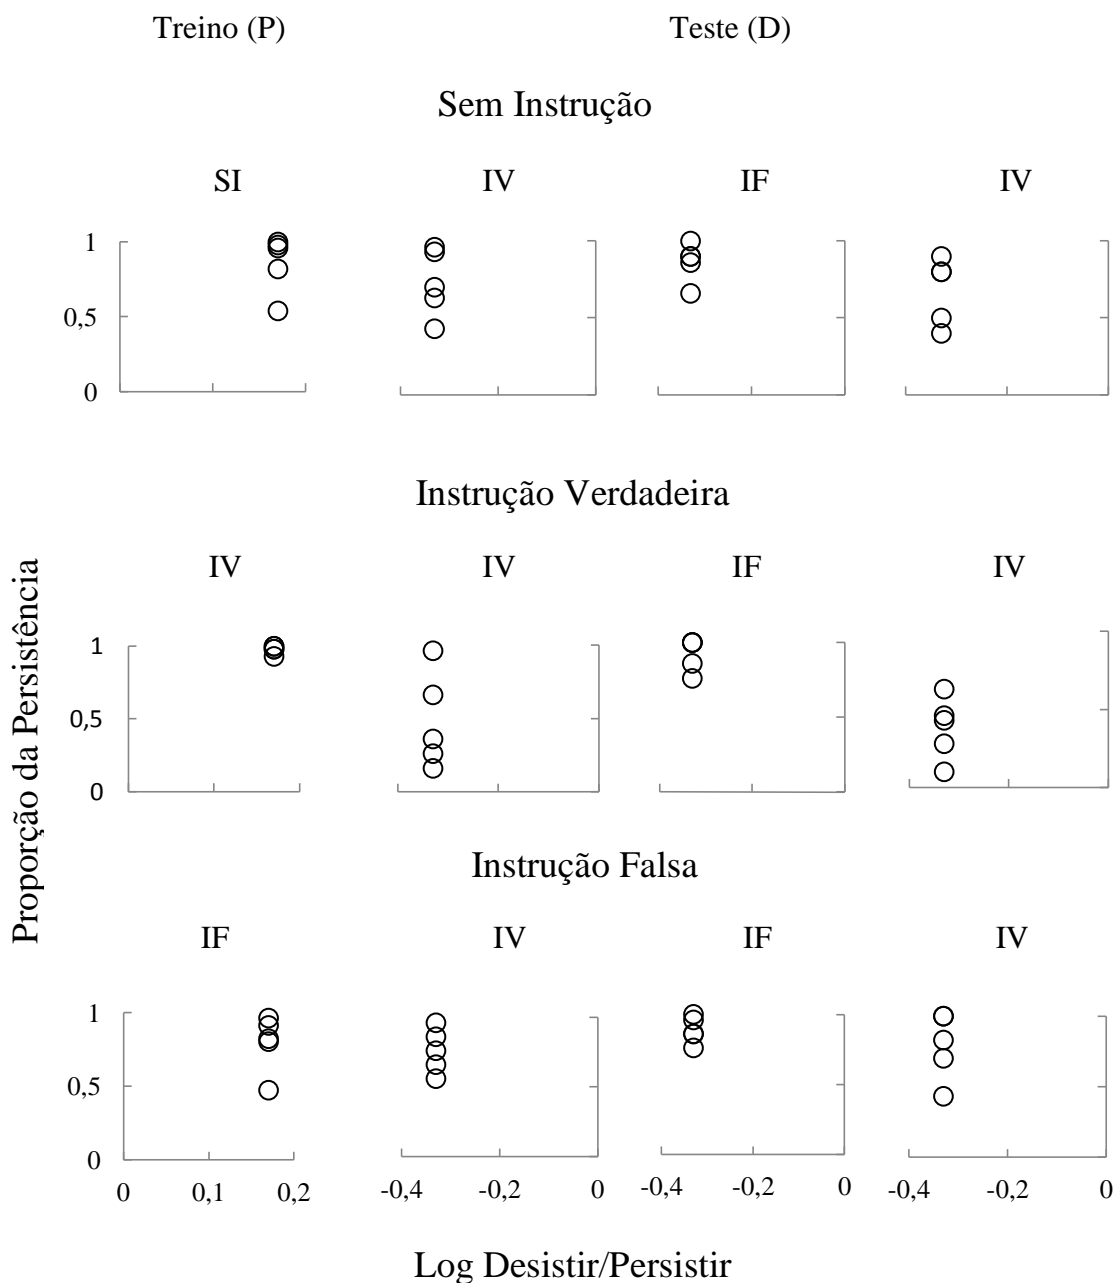 Treino (P) Teste (D)
Sem Instrução
SI IV IF IV
1
0,5
0
Instrução Verdadeira
IV IV IF IV
1
0,5
0
Proporção da Persistência
Instrução Falsa
IF IV IF IV
1
0,5
0
0 0,1 0,2 -0,4 -0,2 0 -0,4 -0,2 0 -0,4 -0,2 0
Log Desistir/Persistir